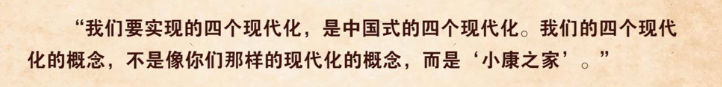 “我们要实现的四个现代化，是中国式的四个现代化。我们的四个现代
化的概念，不是像你们那样的现代化的概念，而是‘小康之家’。”